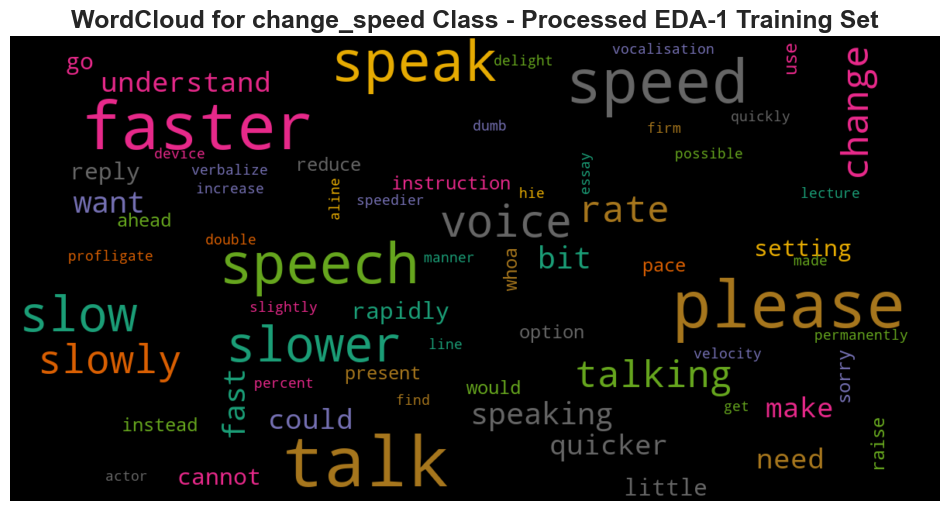 WordCloud for change_speed Class - Processed EDA-1 Training Set
go
understand
speak
delight
vocalisation
use
change
faster
speed
dumb
firm
quickly
device
verbalize
reduce
possible
reply
increase
aline
speedier
instruction
hie
essay
lecture
want
ahead
voice
rate
double
profligate
speech
manner
whoa
bit
pace
setting
made
slow
slightly
rapidly
option
please
permanently
slowly
slower
line
velocity
sorry
fast
percent
present
find
would
talking
get
make
instead
could
speaking
quicker
raise
actor
cannot
talk
need
little